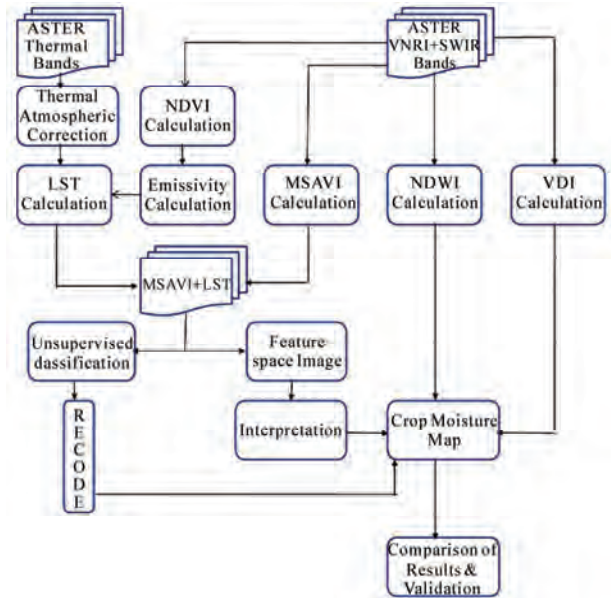 ASTER
Thermal
Bands
ASTER
VNRI+SWIR
Bands
Thermal
Atmospheric
Correction
NDVI
Calculation
LST
Calculation
Emissivity
Calculation
MSAVI
Calculation
NDWI
Calculation
VDI
Calculation
MSAVI+LST
Unsupervised
dassification
Feature-
space Image
R
E
C
O
D
E
Interpretation
Crop Moisture
Map
Comparison of
Results &
Validation